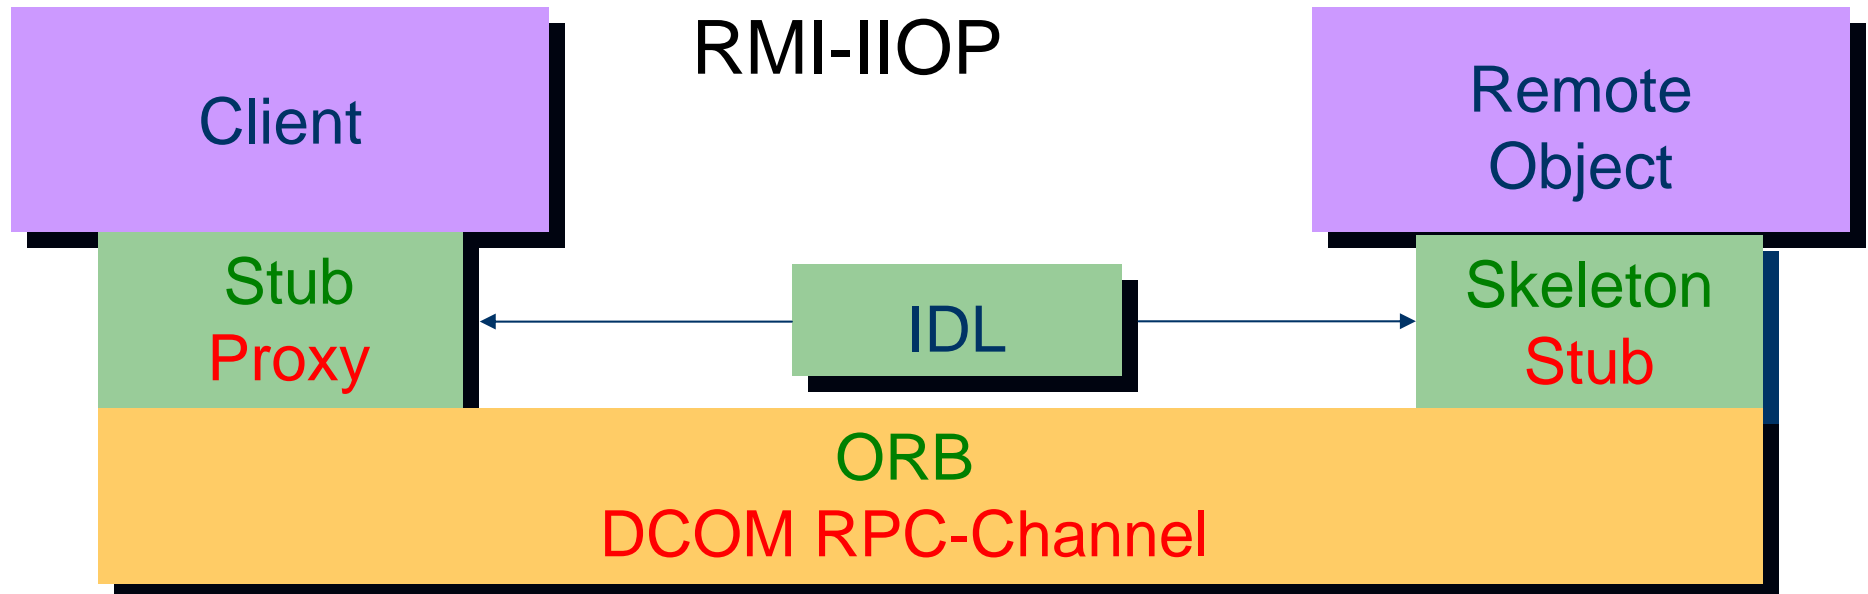 RMI-IIOP
Client
Remote
Object
Stub
Proxy
IDL
Skeleton
Stub
ORB
DCOM RPC-Channel